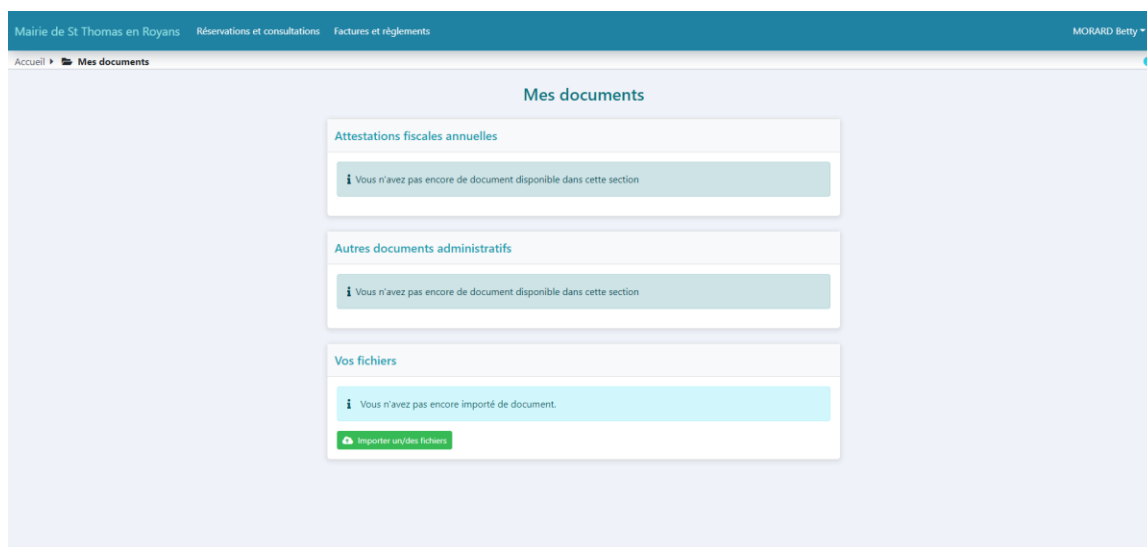 Mairie de St Thomas en Royans Réservations et consultations Factures et règlements MORARD Betty
Accueil Mes documents
Mes documents
Attestations fiscales annuelles
Vous n'avez pas encore de document disponible dans cette section
Autres documents administratifs
Vous n'avez pas encore de document disponible dans cette section
Vos fichiers
Vous n'avez pas encore importé de document.
Importer un/des fichiers